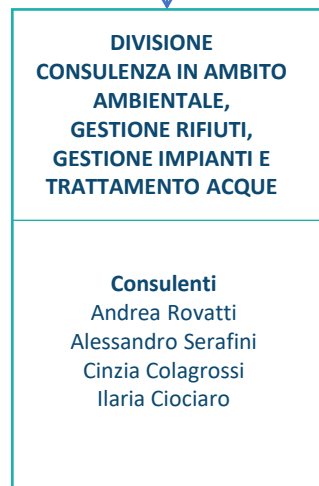 DIVISIONE
CONSULENZA IN AMBITO
AMBIENTALE,
GESTIONE RIFIUTI,
GESTIONE IMPIANTI E
TRATTAMENTO ACQUE
Consulenti
Andrea Rovatti
Alessandro Serafini
Cinzia Colagrossi
Ilaria Ciociaro